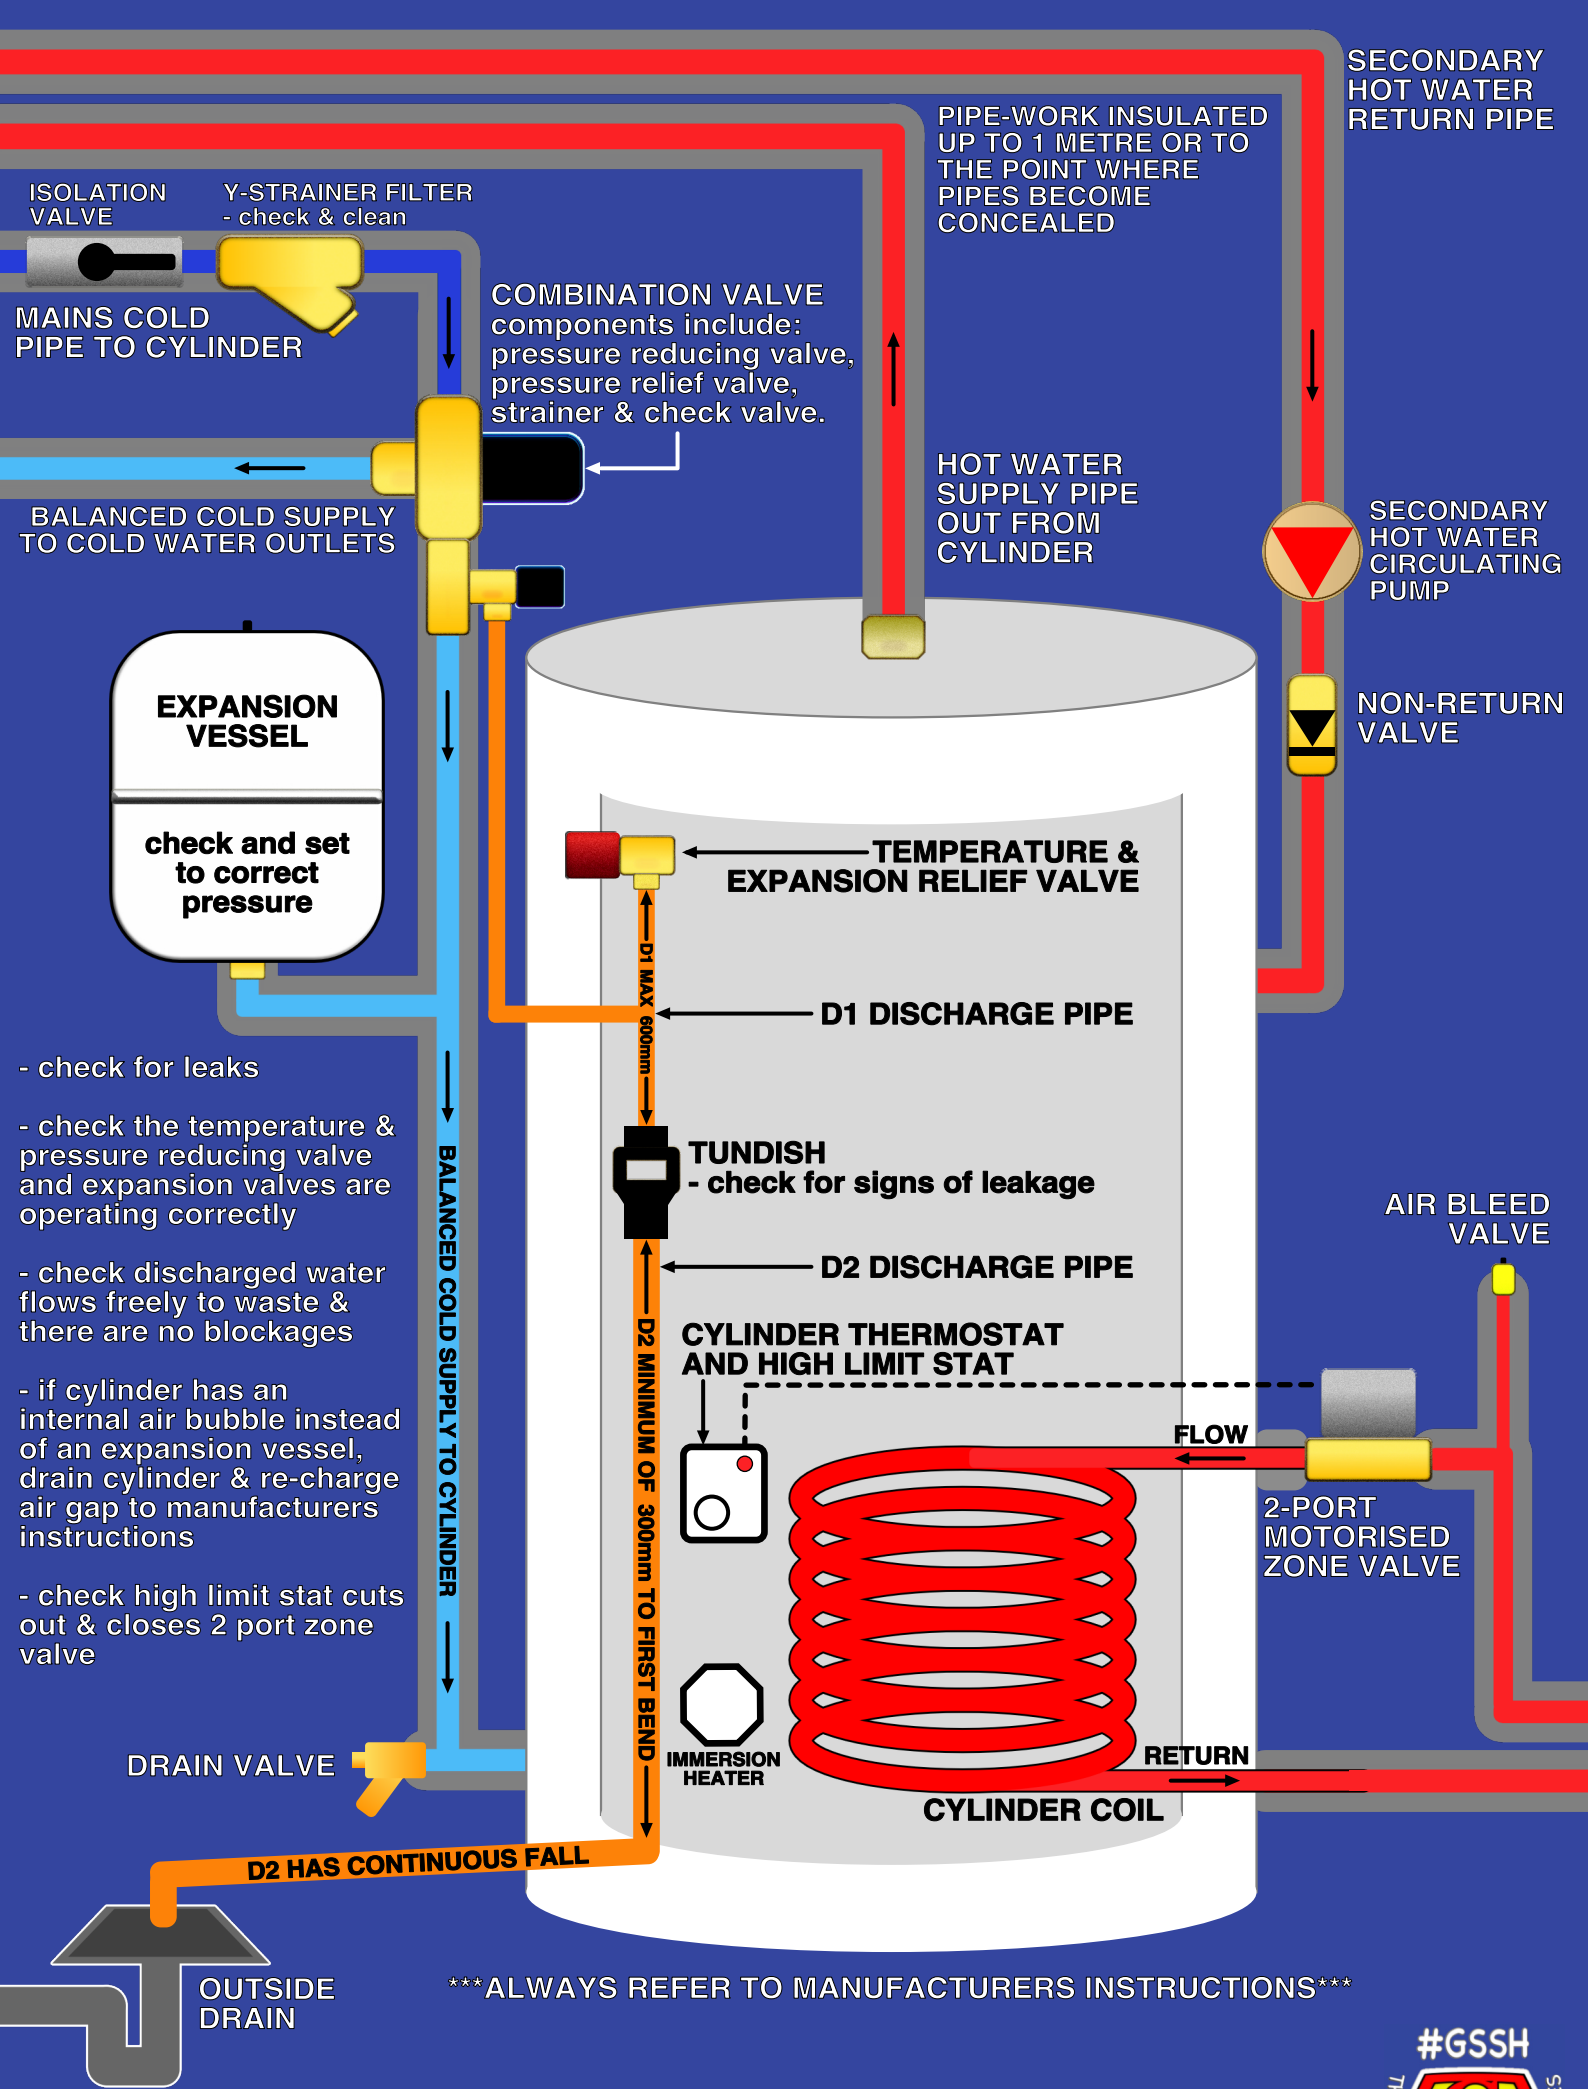 SECONDARY
HOT WATER
RETURN PIPE
PIPE-WORK INSULATED
UP TO 1 METRE OR TO
THE POINT WHERE
PIPES BECOME
CONCEALED
ISOLATION
VALVE
Y-STRAINER FILTER
- check & clean
MAINS COLD
PIPE TO CYLINDER
COMBINATION VALVE
components include:
pressure reducing valve,
pressure relief valve,
strainer & check valve.
BALANCED COLD SUPPLY
TO COLD WATER OUTLETS
HOT WATER
SUPPLY PIPE
OUT FROM
CYLINDER
SECONDARY
HOT WATER
CIRCULATING
PUMP
NON-RETURN
VALVE
EXPANSION
VESSEL
check and set
to correct
pressure
TEMPERATURE &
EXPANSION RELIEF VALVE
D1 MAX 600mm
D1 DISCHARGE PIPE
- check for leaks
- check the temperature &
pressure reducing valve
and expansion valves are
operating correctly
- check discharged water
flows freely to waste &
there are no blockages
- if cylinder has an
internal air bubble instead
of an expansion vessel,
drain cylinder & re-charge
air gap to manufacturers
instructions
- check high limit stat cuts
out & closes 2 port zone
valve
BALANCED COLD SUPPLY TO CYLINDER
TUNDISH
- check for signs of leakage
D2 DISCHARGE PIPE
D2 MINIMUM OF 300mm TO FIRST BEND
CYLINDER THERMOSTAT
AND HIGH LIMIT STAT
AIR BLEED
VALVE
FLOW
2-PORT
MOTORISED
ZONE VALVE
IMMERSION
HEATER
RETURN
CYLINDER COIL
DRAIN VALVE
D2 HAS CONTINUOUS FALL
OUTSIDE
DRAIN
***ALWAYS REFER TO MANUFACTURERS INSTRUCTIONS***
#GSSH